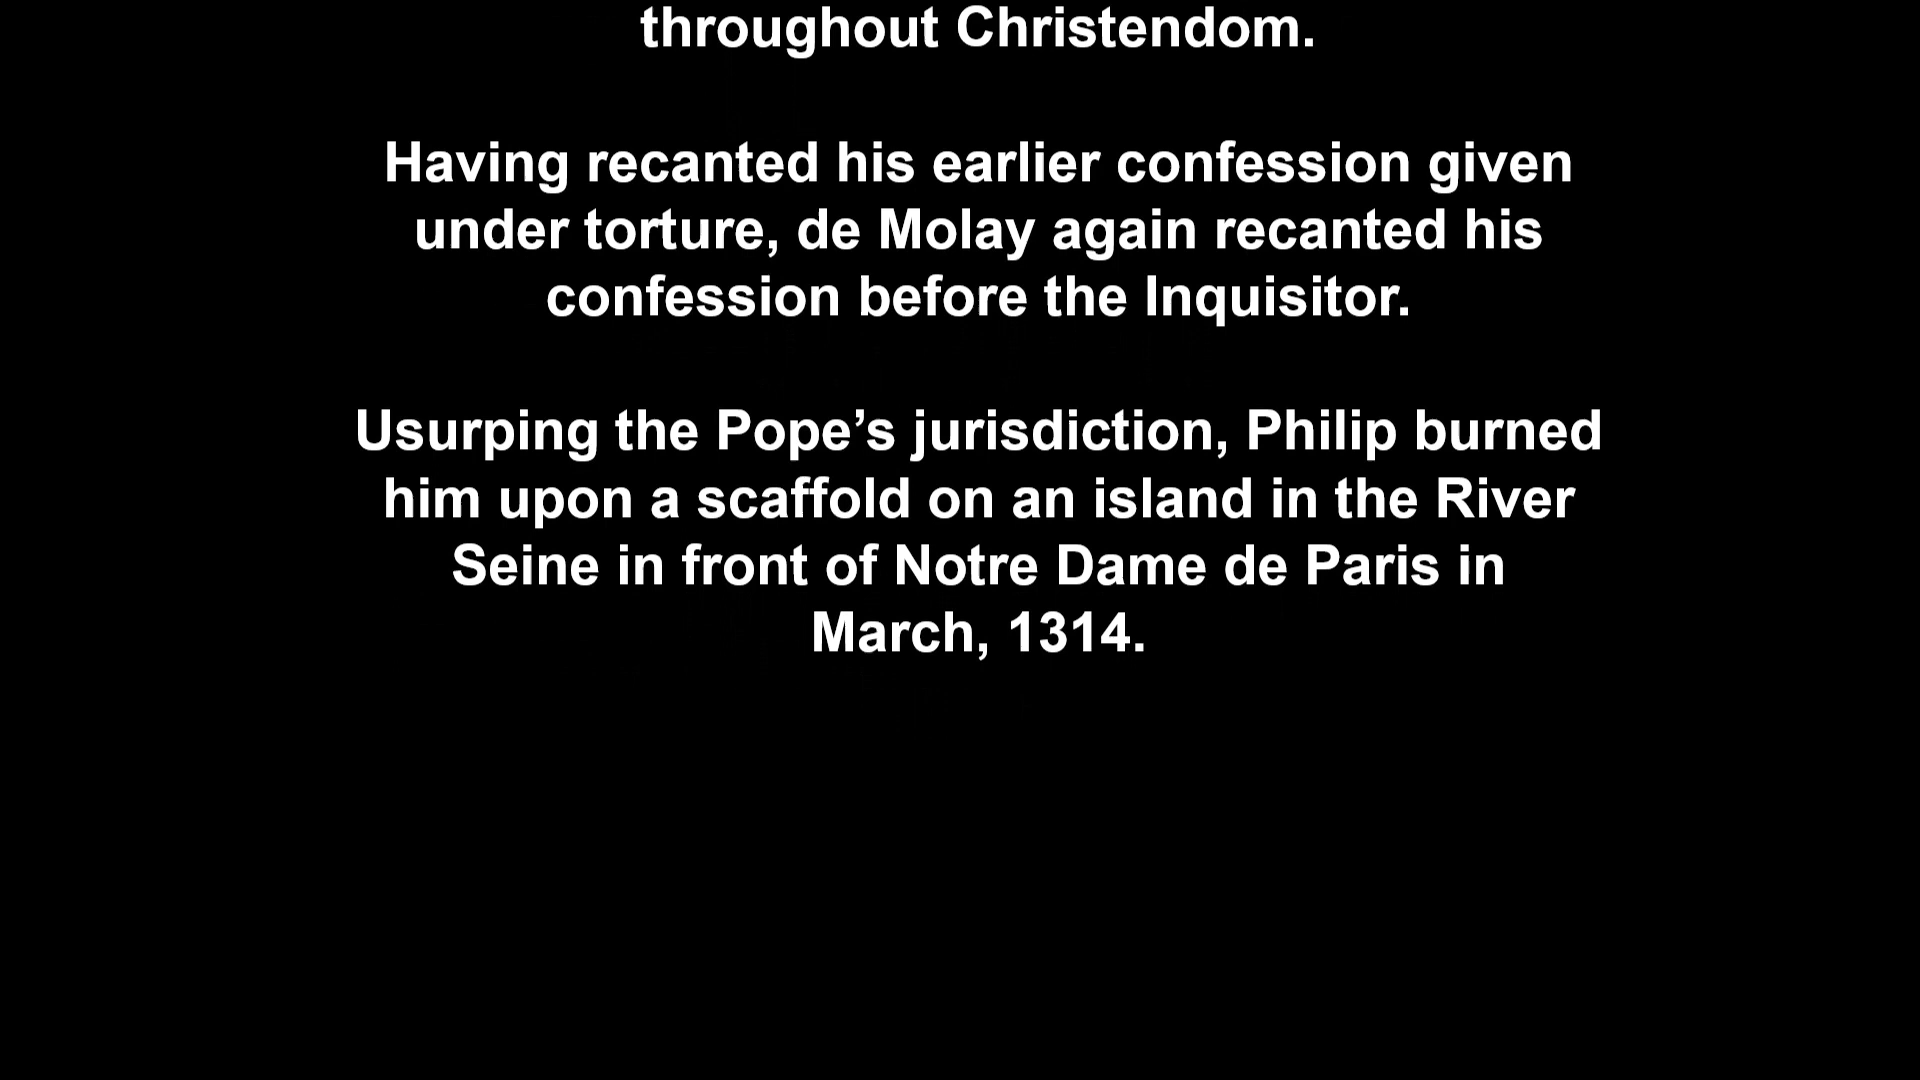 throughout Christendom.
Having recanted his earlier confession given
under torture, de Molay again recanted his
confession before the Inquisitor.
Usurping the Pope’s jurisdiction, Philip burned
him upon a scaffold on an island in the River
Seine in front of Notre Dame de Paris in
March, 1314.